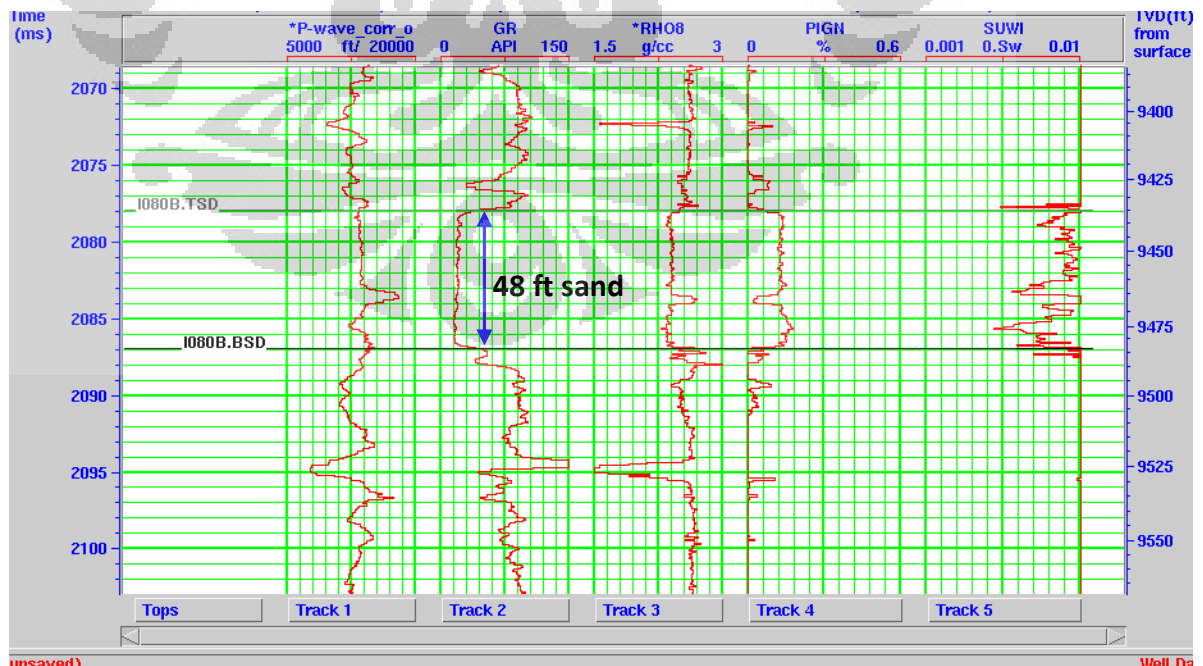 Time
(ms)
*P-wave_corr_o
5000 ft/ 20000
GR
0 API 150
*RHO8
1.5 g/cc 3
PIGN
0 % 0.6
SUWI
0.001 0.Sw 0.01
TVD(ft)
from
surface
2070
9400
2075
9425
I080B.TSD
2080
9450
48 ft sand
2085
9475
I080B.BSD
2090
9500
2095
9525
2100
9550
Tops
Track 1
Track 2
Track 3
Track 4
Track 5
unsaved)
Well Da